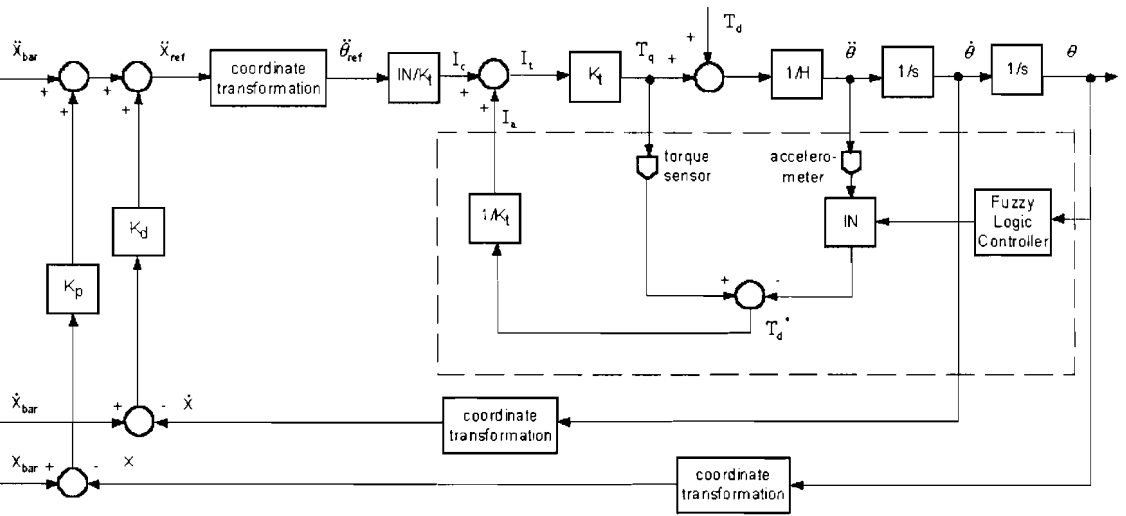 ẍbar
+
+
ẍref
+
+
coordinate
transformation
θ̈ref
IN/Kt
Ic
+
+
Ia
It
Kt
Tq
+
+
Td
1/H
θ̈
1/s
θ̇
1/s
θ
torque
sensor
accelero-
meter
1/Kt
IN
Fuzzy
Logic
Controller
Kd
Kp
+
-
Td*
ẋbar
+
-
ẋ
coordinate
transformation
xbar
+
-
x
coordinate
transformation